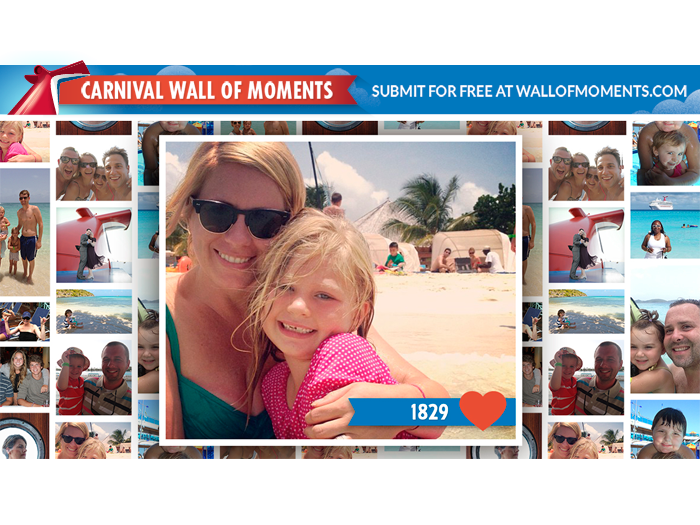 CARNIVAL WALL OF MOMENTS
SUBMIT FOR FREE AT WALLOFMOMENTS.COM
1829